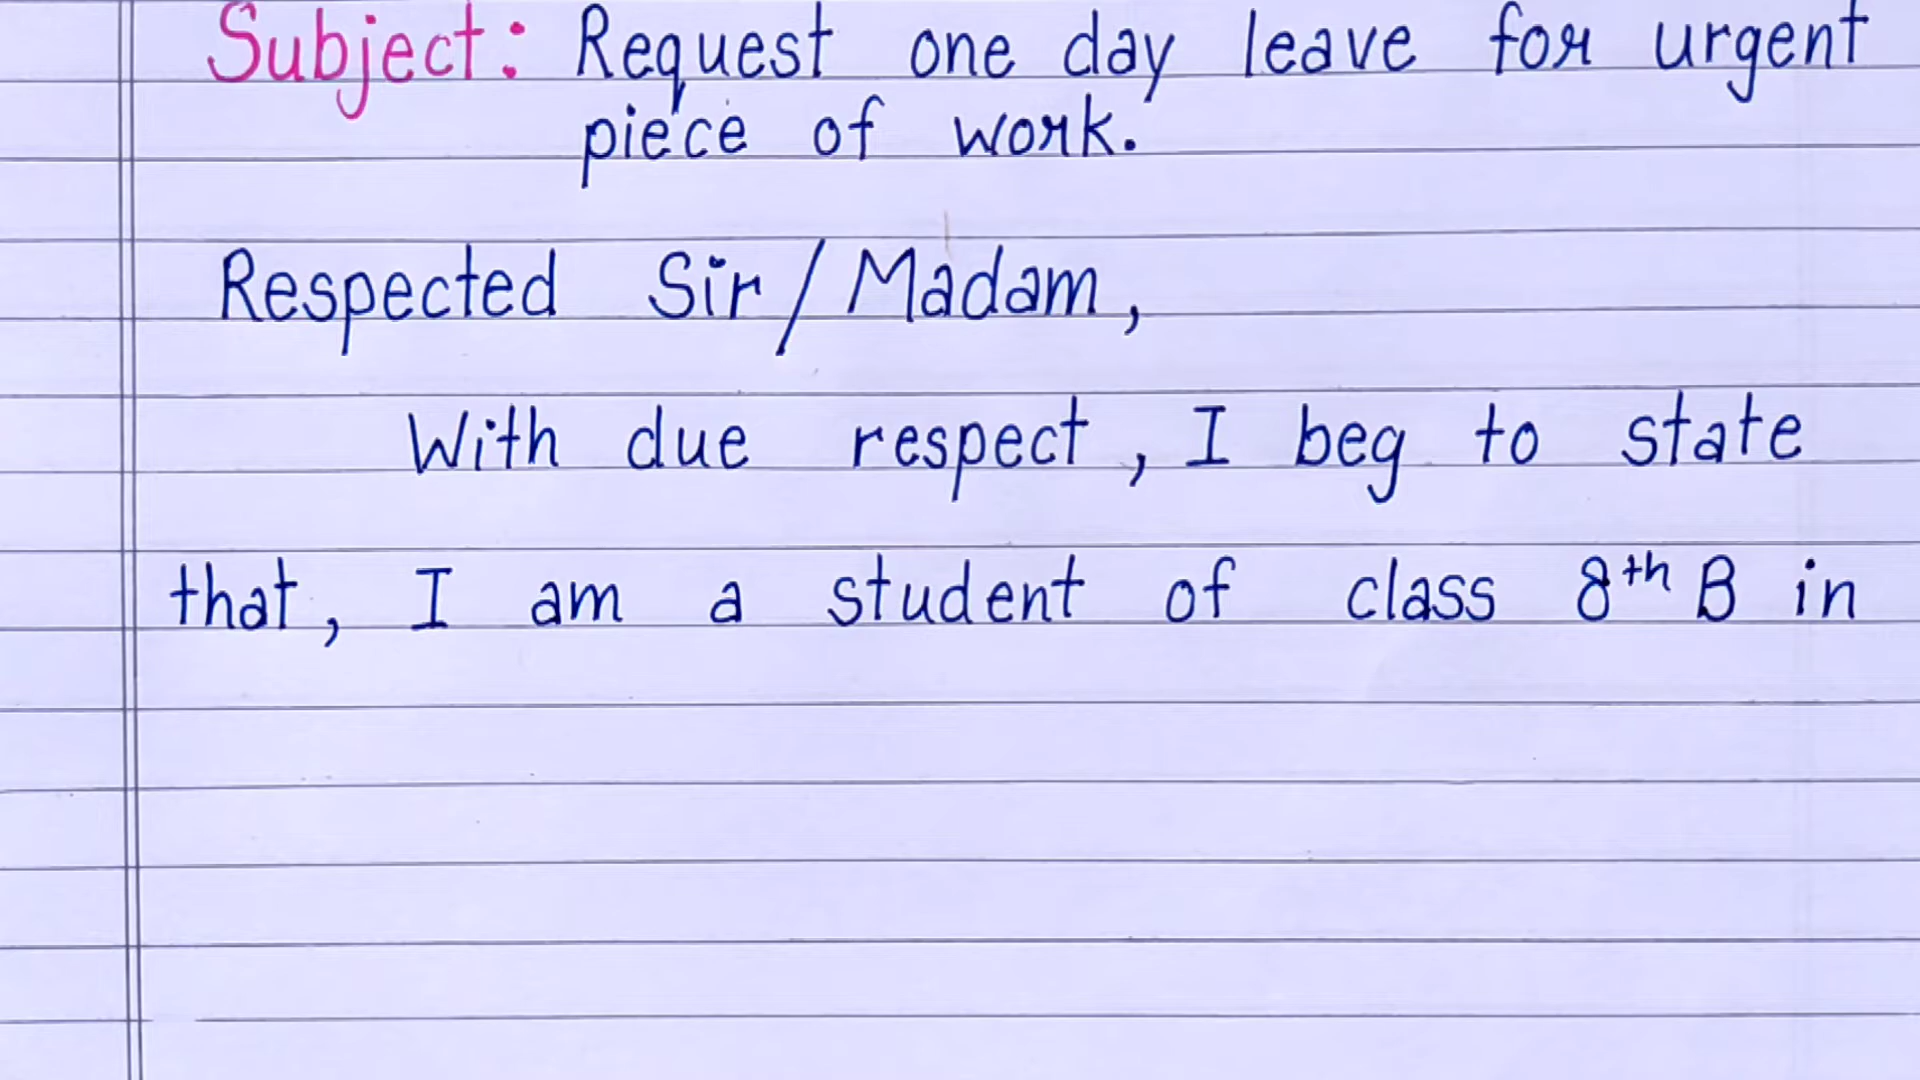 Subject: Request one day leave for urgent
piece of work.
Respected Sir/Madam,
With due respect, I beg to state
that, I am a student of class 8th B in